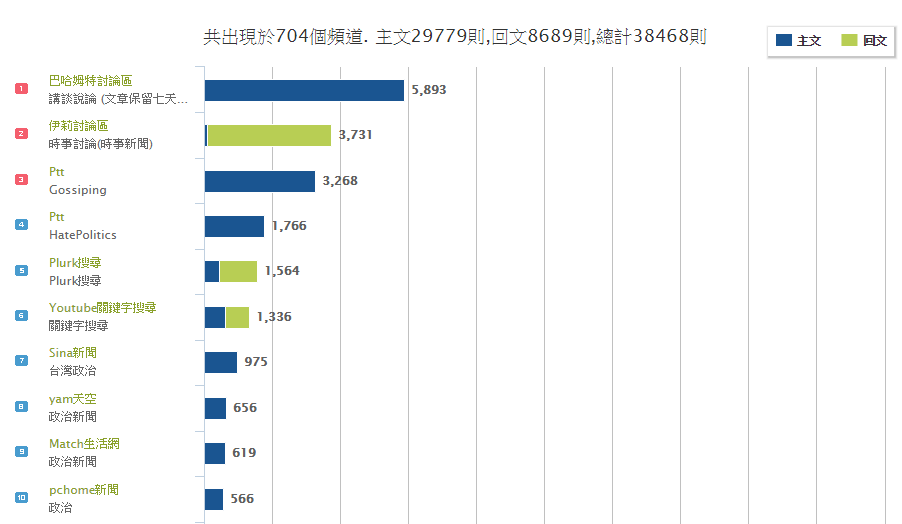 共出現於704個頻道. 主文29779則,回文8689則,總計38468則
主文
回文
1
巴哈姆特討論區
講談說論 (文章保留七天...
5,893
2
伊莉討論區
時事討論(時事新聞)
3,731
3
Ptt
Gossiping
3,268
4
Ptt
HatePolitics
1,766
5
Plurk搜尋
Plurk搜尋
1,564
6
Youtube關鍵字搜尋
關鍵字搜尋
1,336
7
Sina新聞
台灣政治
975
8
yam天空
政治新聞
656
9
Match生活網
政治新聞
619
10
pchome新聞
政治
566